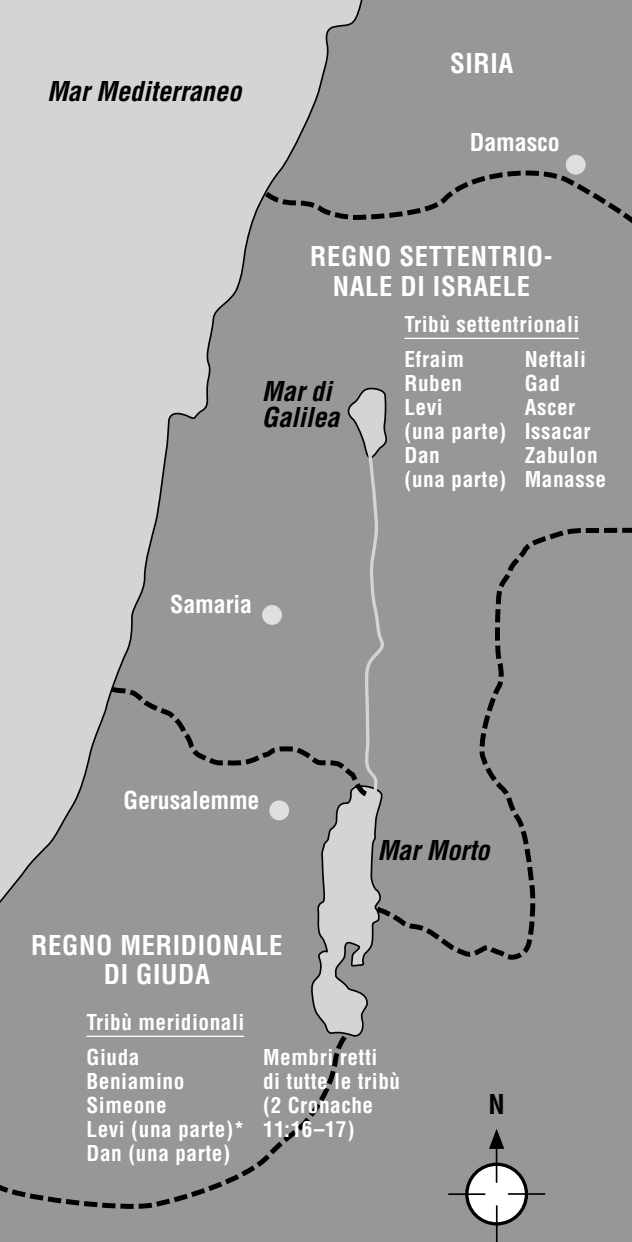 Mar Mediterraneo
SIRIA
Damasco
REGNO SETTENTRIO-
NALE DI ISRAELE
Tribù settentrionali
Efraim
Ruben
Levi
(una parte)
Dan
(una parte)
Neftali
Gad
Ascer
Issacar
Zabulon
Manasse
Mar di
Galilea
Samaria
Gerusalemme
Mar Morto
REGNO MERIDIONALE
DI GIUDA
Tribù meridionali
Giuda
Beniamino
Simeone
Levi (una parte)*
Dan (una parte)
Membri retti
di tutte le tribù
(2 Cronache
11:16–17)
N